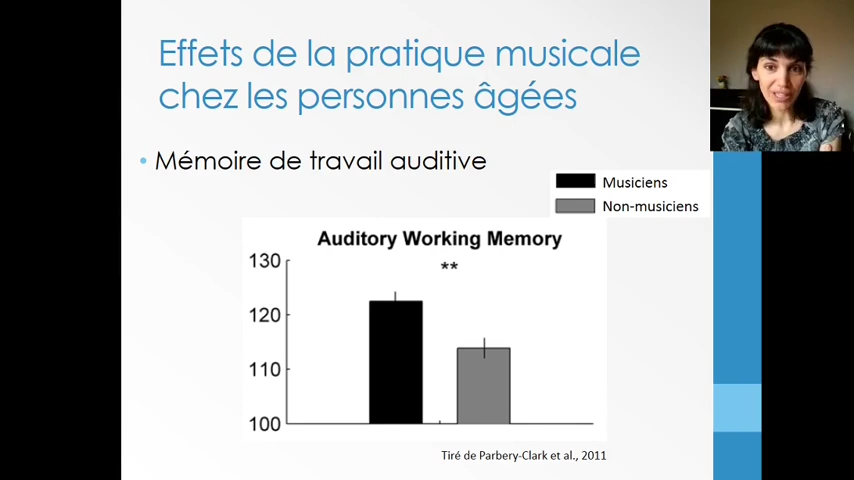 Effets de la pratique musicale
chez les personnes âgées
• Mémoire de travail auditive
Musiciens
Non-musiciens
Auditory Working Memory
**
130
120
110
100
Tiré de Parbery-Clark et al., 2011